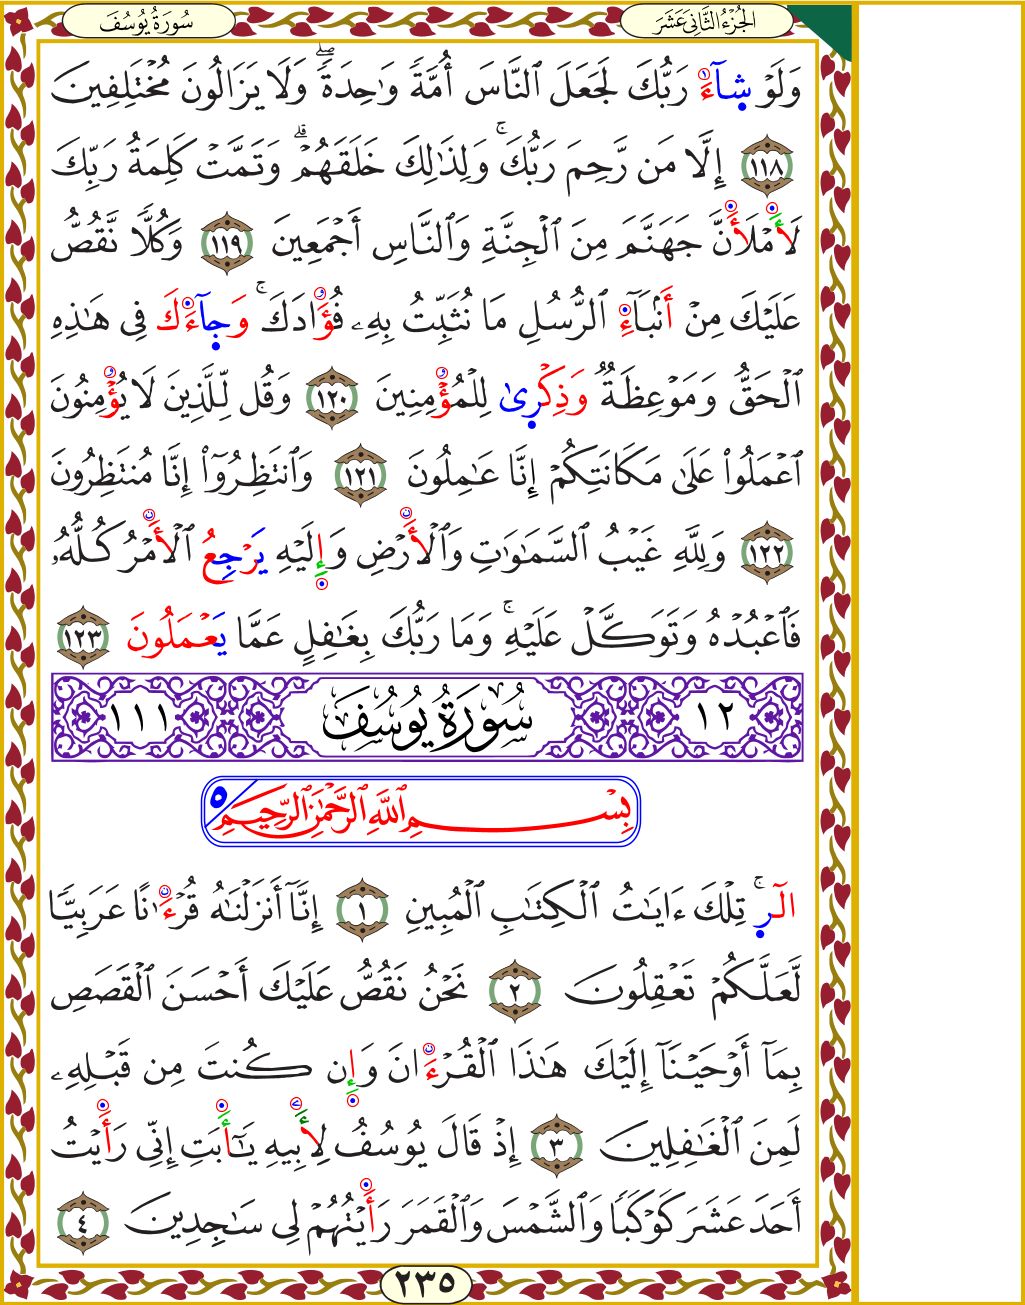 الجُزْءُ الثَّانِيَ عَشَرَ
سُورَةُ يُوسُفَ
وَلَوْ شَآءَ رَبُّكَ لَجَعَلَ ٱلنَّاسَ أُمَّةٗ وَٰحِدَةٗۖ وَلَا يَزَالُونَ مُخۡتَلِفِينَ
١١٨ إِلَّا مَن رَّحِمَ رَبُّكَۚ وَلِذَٰلِكَ خَلَقَهُمۡۗ وَتَمَّتۡ كَلِمَةُ رَبِّكَ
لَأَمۡلَأَنَّ جَهَنَّمَ مِنَ ٱلۡجِنَّةِ وَٱلنَّاسِ أَجۡمَعِينَ ١١٩ وَكُلّٗا نَّقُصُّ
عَلَيۡكَ مِنۡ أَنۢبَآءِ ٱلرُّسُلِ مَا نُثَبِّتُ بِهِۦ فُؤَادَكَۚ وَجَآءَكَ فِي هَٰذِهِ
ٱلۡحَقُّ وَمَوۡعِظَةٞ وَذِكۡرَىٰ لِلۡمُؤۡمِنِينَ ١٢٠ وَقُل لِّلَّذِينَ لَا يُؤۡمِنُونَ
ٱعۡمَلُواْ عَلَىٰ مَكَانَتِكُمۡ إِنَّا عَٰمِلُونَ ١٢١ وَٱنتَظِرُوٓاْ إِنَّا مُنتَظِرُونَ
١٢٢ وَلِلَّهِ غَيۡبُ ٱلسَّمَٰوَٰتِ وَٱلۡأَرۡضِ وَإِلَيۡهِ يَرۡجِعُ ٱلۡأَمۡرُ كُلُّهُۥ
فَٱعۡبُدۡهُ وَتَوَكَّلۡ عَلَيۡهِۚ وَمَا رَبُّكَ بِغَٰفِلٍ عَمَّا يَعۡمَلُونَ ١٢٣
١٢ سُورَةُ يُوسُفَ ١١١
بِسۡمِ ٱللَّهِ ٱلرَّحۡمَٰنِ ٱلرَّحِيمِ ٥
الٓرۚ تِلۡكَ ءَايَٰتُ ٱلۡكِتَٰبِ ٱلۡمُبِينِ ١ إِنَّآ أَنزَلۡنَٰهُ قُرۡءَٰنًا عَرَبِيّٗا
لَّعَلَّكُمۡ تَعۡقِلُونَ ٢ نَحۡنُ نَقُصُّ عَلَيۡكَ أَحۡسَنَ ٱلۡقَصَصِ
بِمَآ أَوۡحَيۡنَآ إِلَيۡكَ هَٰذَا ٱلۡقُرۡءَانَ وَإِن كُنتَ مِن قَبۡلِهِۦ
لَمِنَ ٱلۡغَٰفِلِينَ ٣ إِذۡ قَالَ يُوسُفُ لِأَبِيهِ يَٰٓأَبَتِ إِنِّي رَأَيۡتُ
أَحَدَ عَشَرَ كَوۡكَبٗا وَٱلشَّمۡسَ وَٱلۡقَمَرَ رَأَيۡتُهُمۡ لِي سَٰجِدِينَ ٤
٢٣٥